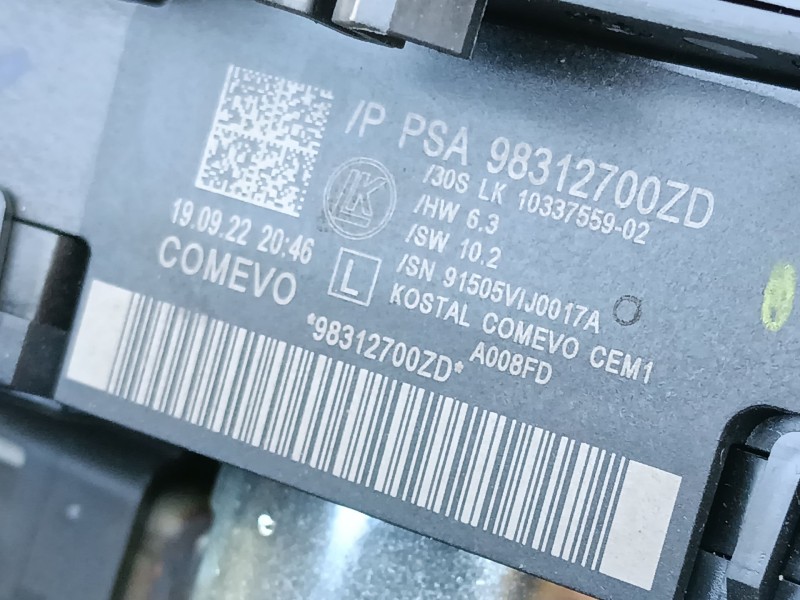 /P PSA 98312700ZD
/30S LK 10337559-02
/HW 6.3
/SW 10.2
/SN 91505VIJ0017A
KOSTAL COMEVO CEM1
A008FD
LK
L
19.09.22 20:46
COMEVO
*98312700ZD*